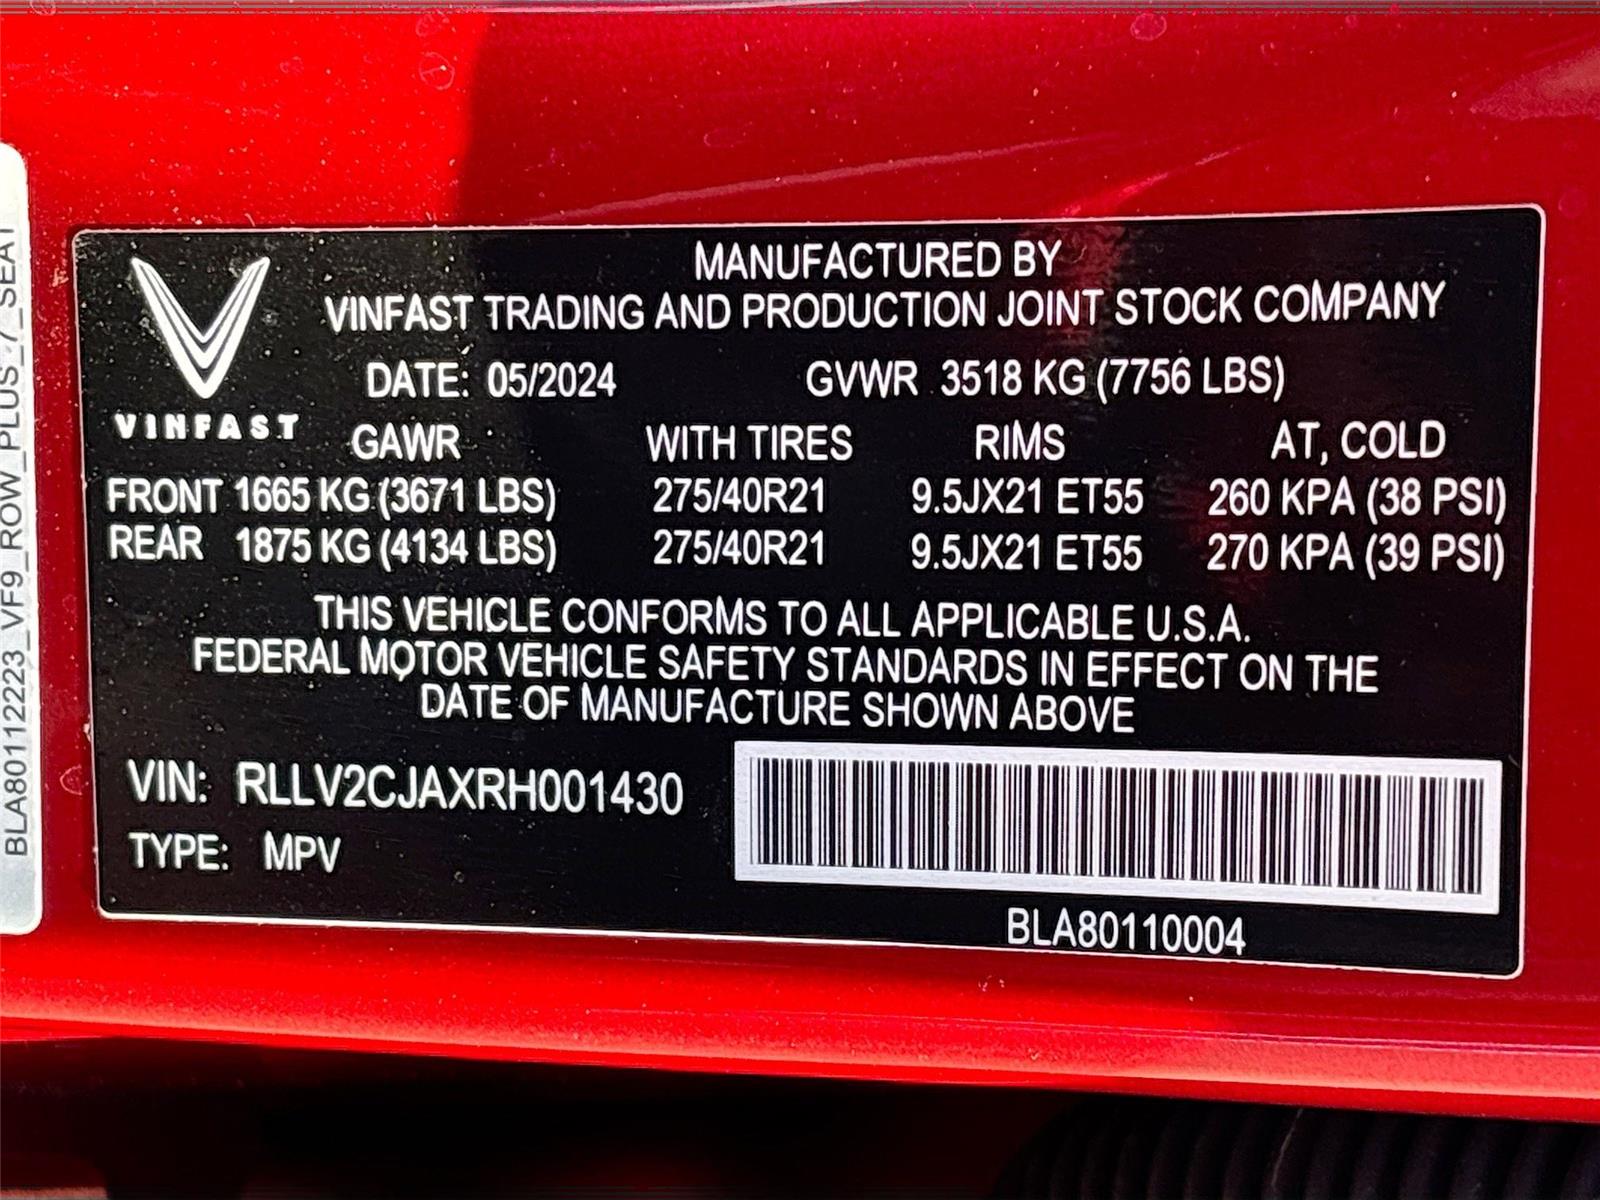 MANUFACTURED BY
VINFAST TRADING AND PRODUCTION JOINT STOCK COMPANY
DATE: 05/2024 GVWR 3518 KG (7756 LBS)
VINFAST
GAWR WITH TIRES RIMS AT, COLD
FRONT 1665 KG (3671 LBS) 275/40R21 9.5JX21 ET55 260 KPA (38 PSI)
REAR 1875 KG (4134 LBS) 275/40R21 9.5JX21 ET55 270 KPA (39 PSI)
THIS VEHICLE CONFORMS TO ALL APPLICABLE U.S.A.
FEDERAL MOTOR VEHICLE SAFETY STANDARDS IN EFFECT ON THE
DATE OF MANUFACTURE SHOWN ABOVE
VIN: RLLV2CJAXRH001430
TYPE: MPV
BLA80110004
BLA80112223_VF9_ROW_PLUS_7_SEAT